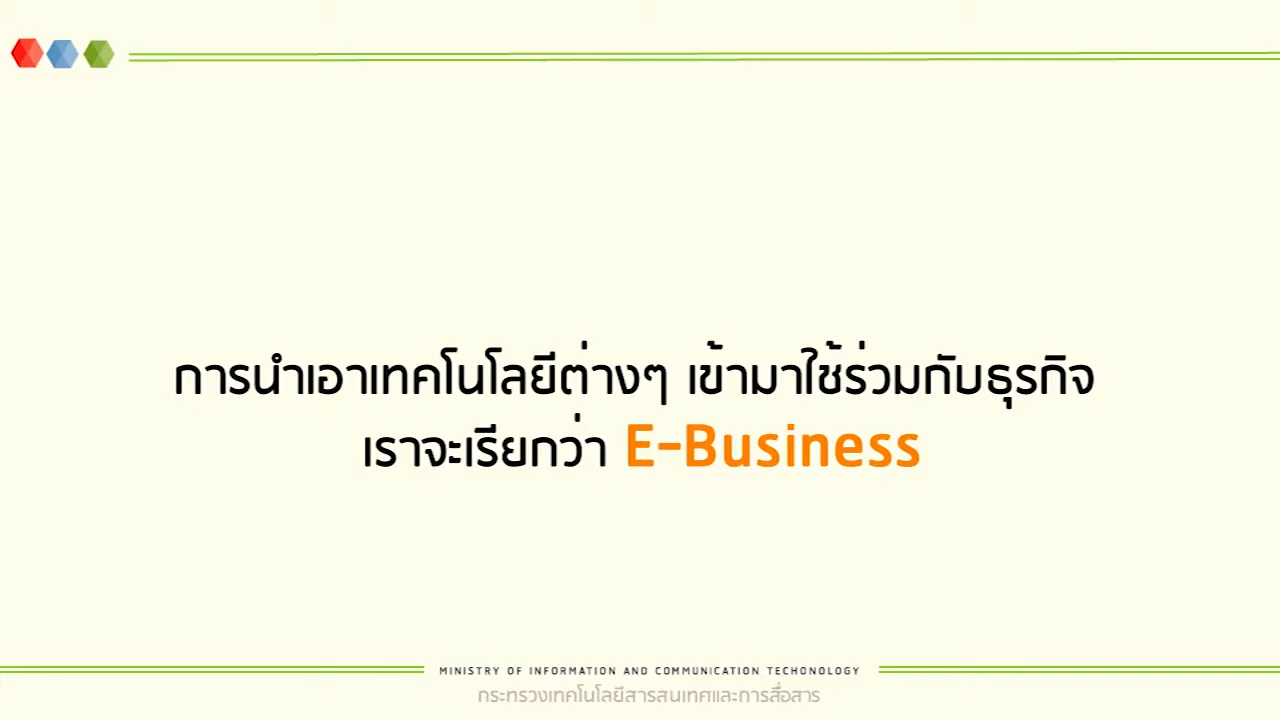 การนำเอาเทคโนโลยีต่างๆ เข้ามาใช้ร่วมกับธุรกิจ
เราจะเรียกว่า E-Business
MINISTRY OF INFORMATION AND COMMUNICATION TECHONOLOGY
กระทรวงเทคโนโลยีสารสนเทศและการสื่อสาร